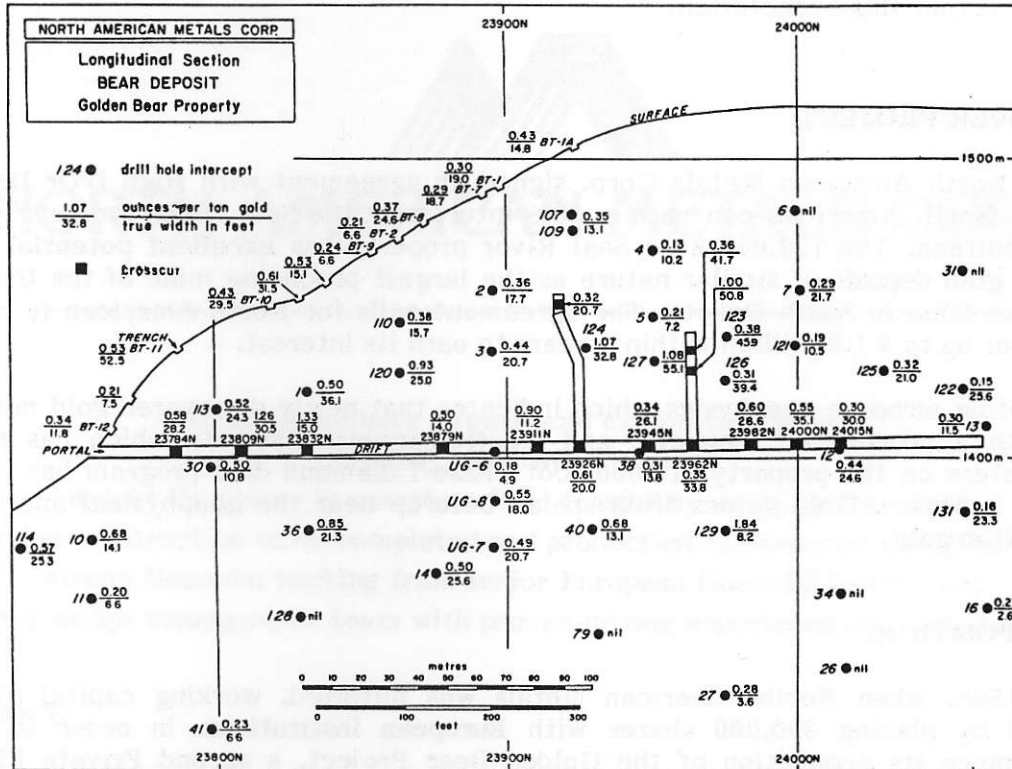 NORTH AMERICAN METALS CORP.
Longitudinal Section
BEAR DEPOSIT
Golden Bear Property
124 drill hole intercept
1.07 ounces per ton gold
32.8 true width in feet
Crosscut
23900N
24000N
SURFACE
1500 m
1400 m
0.43
14.8 BT-1A
0.30
19.0 BT-1
0.29
18.7
0.37
24.6 BT-8
0.21
6.6 BT-2
0.24
6.6 BT-9
0.53
15.1
0.61
31.5
BT-10
0.43
29.5
TRENCH
BT-11
0.53
52.5
0.21
7.5
BT-12
0.34
11.8
PORTAL
107
109
0.35
13.1
6 nil
4 0.13
10.2
0.36
41.7
31 nil
0.36
17.7
0.32
20.7
1.00
50.8
0.29
21.7
110
15.7
5 0.21
7.2
123
0.38
45.9
3 0.44
20.7
124
1.07
32.8
127 1.08
55.1
121 0.19
10.5
120 0.93
25.0
126
0.31
39.4
125 0.32
21.0
122 0.15
25.6
0.50
36.1
113 0.52
24.3
30.5
15.0
0.58
28.2
0.30
14.0
0.90
11.2
0.34
26.1
0.60
28.6
0.55
35.1
0.30
50.0
11.5 13
23784N
23809N
23832N
23879N
23911N
23945N
23982N
24000N
24015N
DRIFT
30 0.50
10.8
UG-6 0.18
4.9
23926N
0.61
20.0
38 0.31
13.8
23962N
0.35
33.8
12 0.44
24.6
UG-8 0.55
18.0
131 0.16
23.3
114
0.57
25.3
10 0.68
14.1
36 0.85
21.3
UG-7 0.49
20.7
40 0.68
13.1
129 1.84
8.2
14 0.50
25.6
11 0.20
6.6
128 nil
34 nil
16
79 nil
26 nil
metres
0 10 20 30 40 50 60 70 80 90 100
0 100 200 300
feet
27 0.28
3.6
41 0.23
6.6
23800N
23900N
24000N